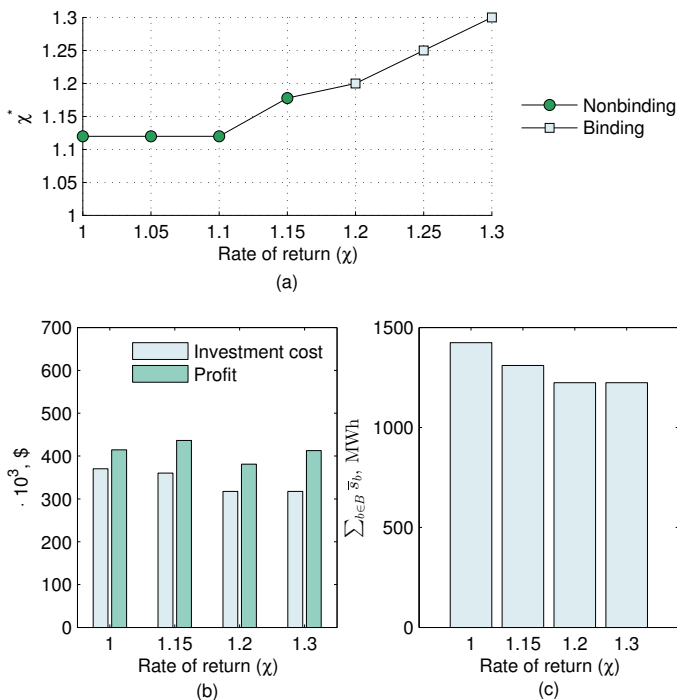 1.3
1.25
1.2
1.15
1.1
1.05
1
χ*
1 1.05 1.1 1.15 1.2 1.25 1.3
Rate of return (χ)
(a)
Nonbinding
Binding
700
600
500
400
300
200
100
0
· 10³, $
Investment cost
Profit
1 1.15 1.2 1.3
Rate of return (χ)
(b)
1500
1000
500
0
∑b∈B s̅b, MWh
1 1.15 1.2 1.3
Rate of return (χ)
(c)